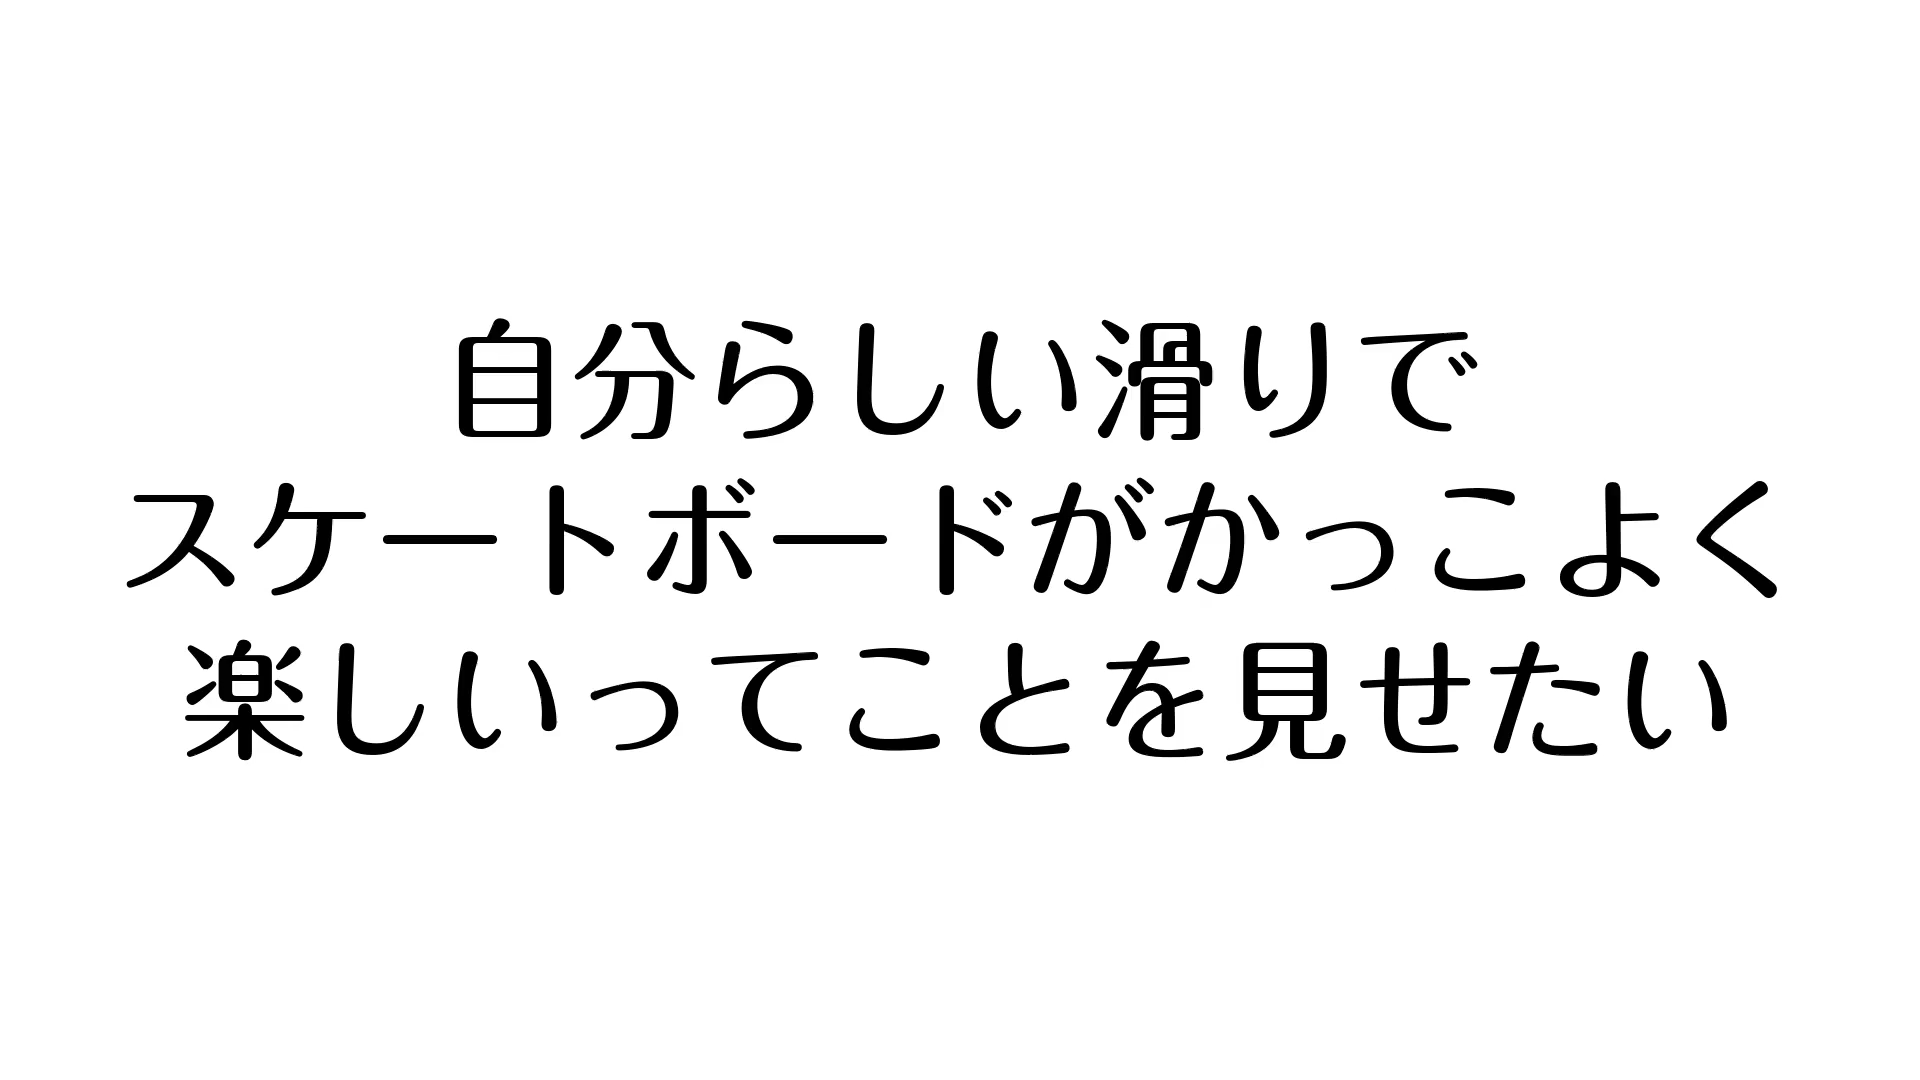 自分らしい滑りで
スケートボードがかっこよく
楽しいってことを見せたい